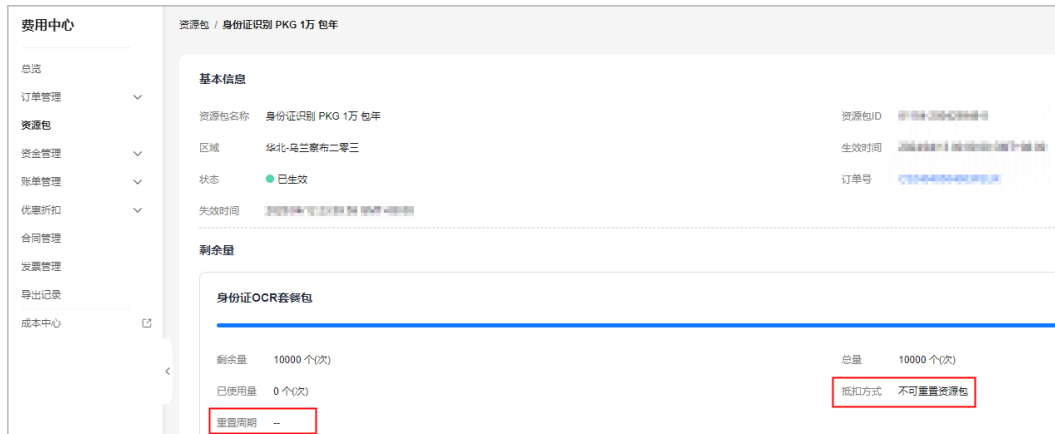 费用中心
资源包 / 身份证识别 PKG 1万 包年
总览
订单管理
资源包
资金管理
账单管理
优惠折扣
合同管理
发票管理
导出记录
成本中心
基本信息
资源包名称 身份证识别 PKG 1万 包年
资源包ID
区域 华北-乌兰察布二零三
生效时间
状态 已生效
订单号
失效时间
剩余量
身份证OCR套餐包
剩余量 10000 个(次)
总量 10000 个(次)
已使用量 0 个(次)
抵扣方式 不可重置资源包
重置周期 --